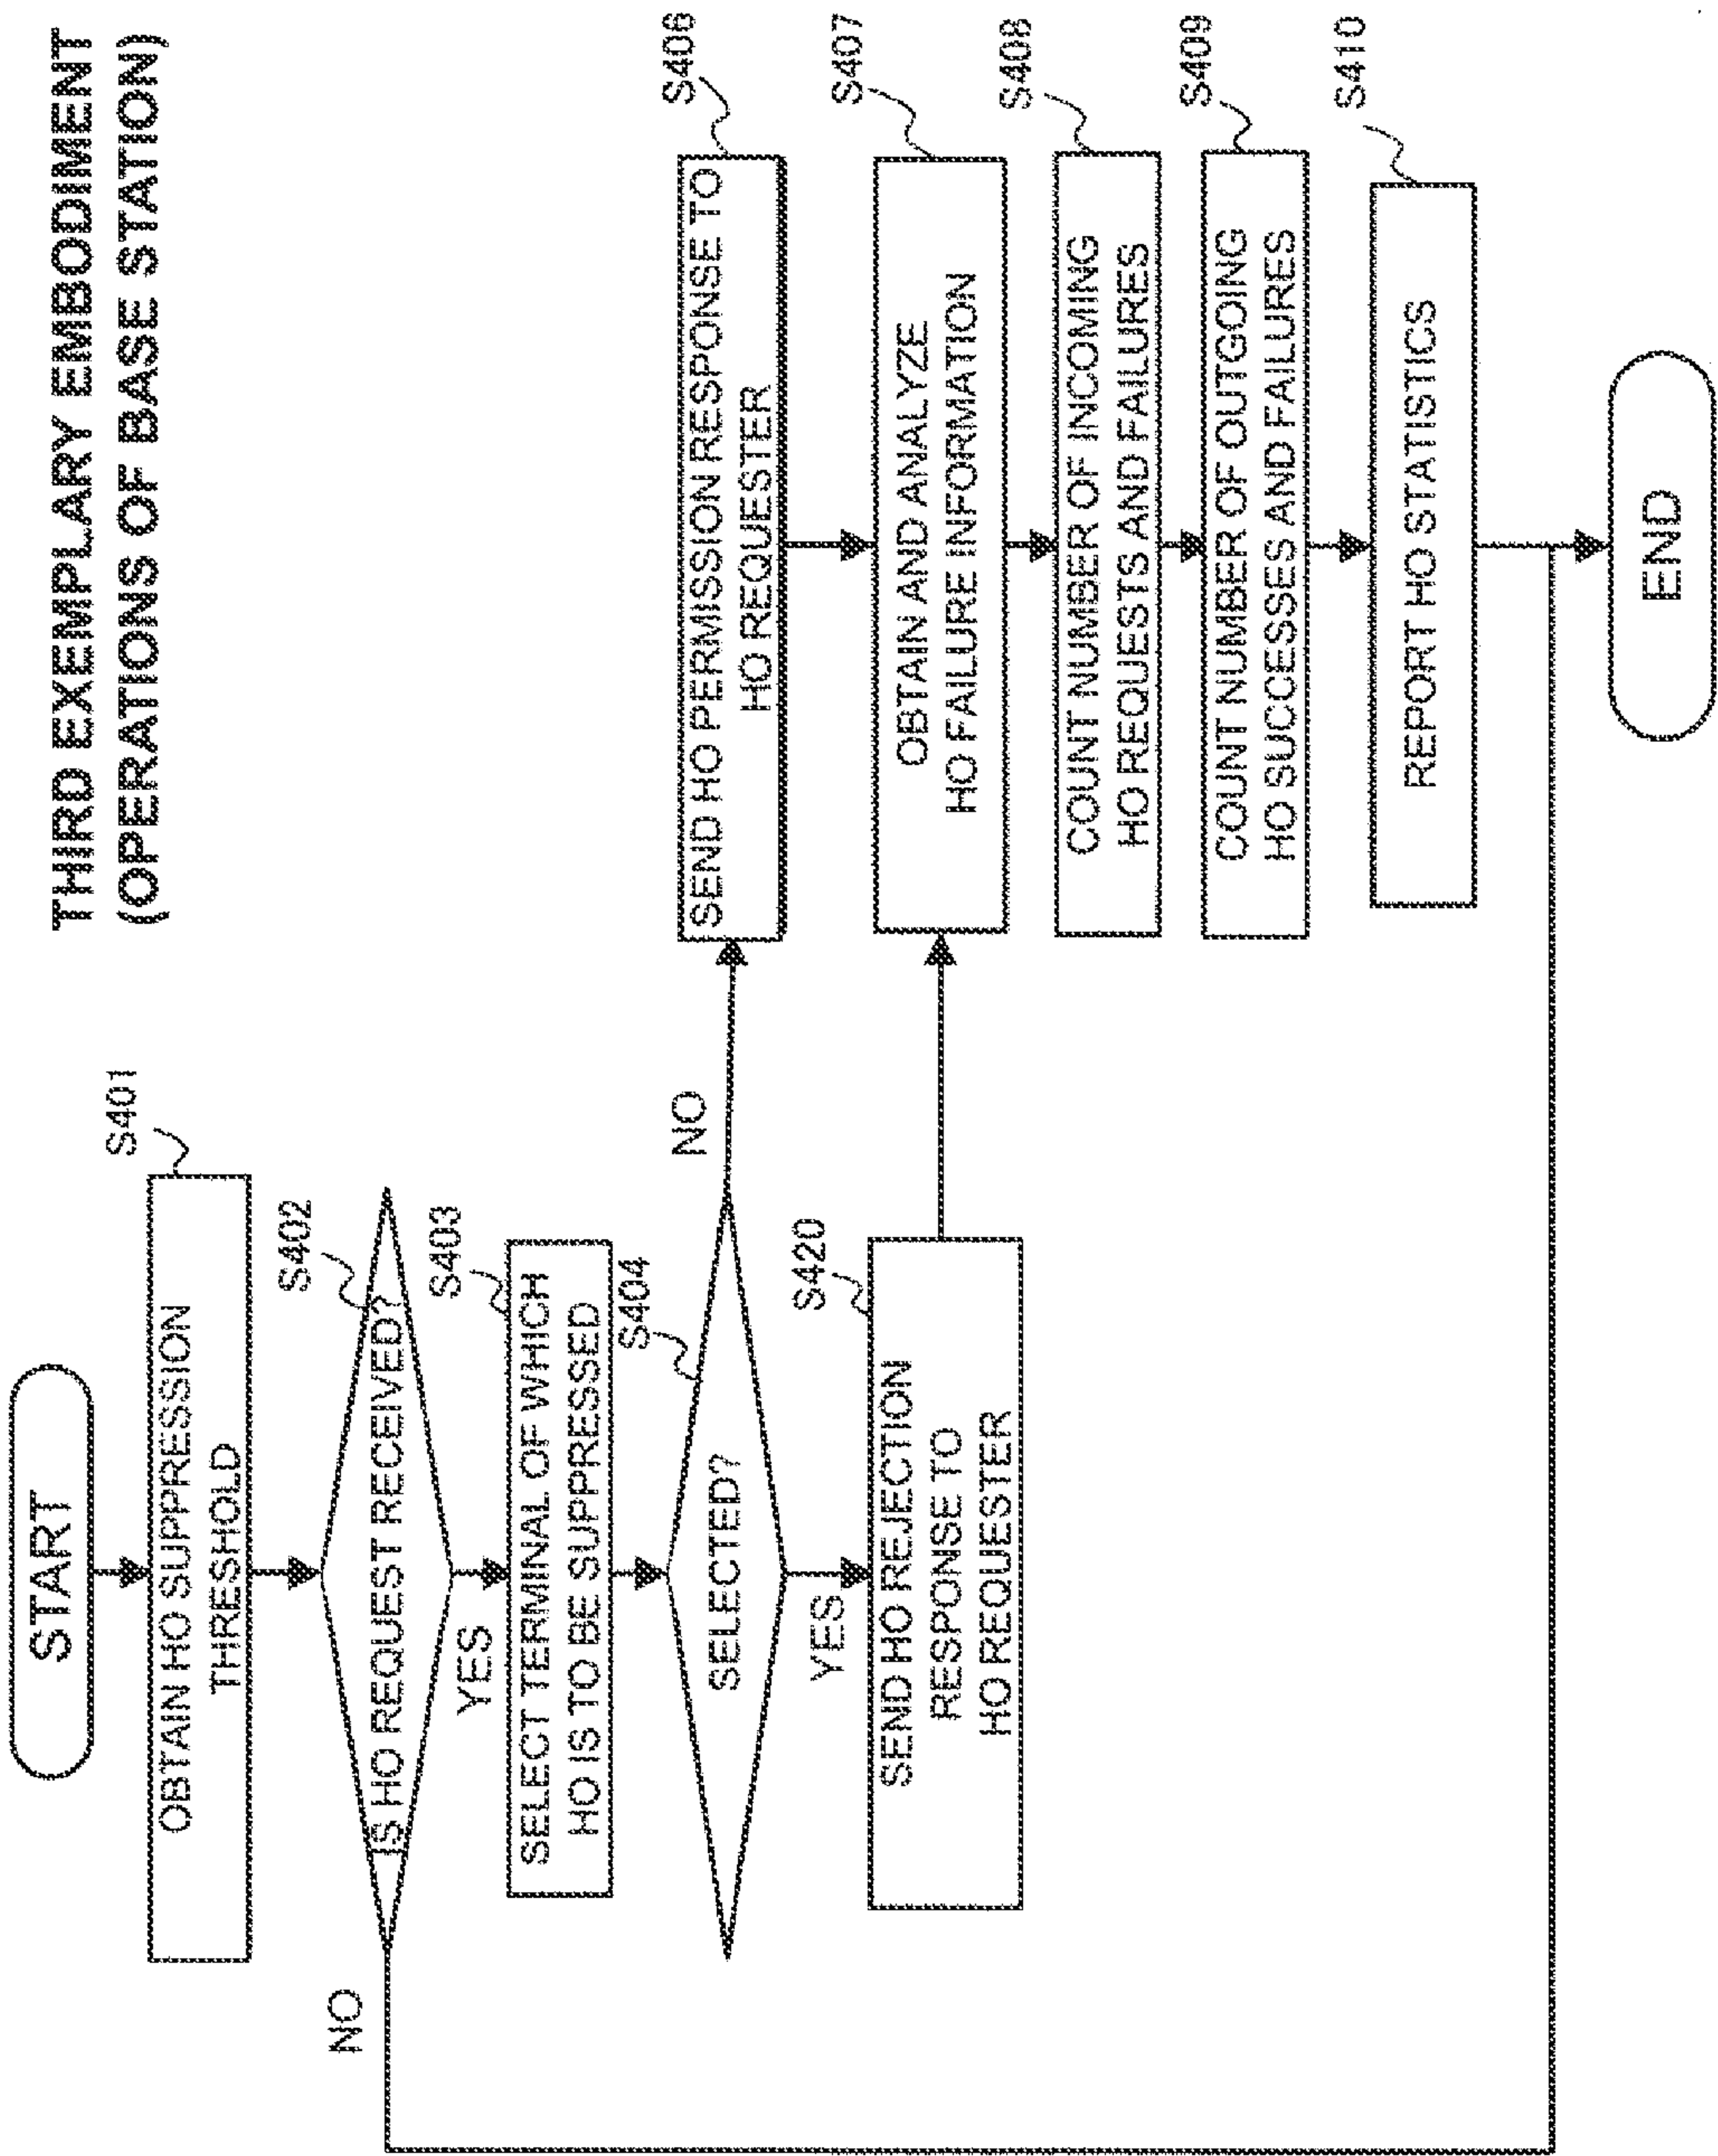 THIRD EXEMPLARY EMBODIMENT
(OPERATIONS OF BASE STATION)
START
S401
OBTAIN HO SUPPRESSION
THRESHOLD
S402
IS HO REQUEST RECEIVED?
NO
YES
S403
SELECT TERMINAL OF WHICH
HO IS TO BE SUPPRESSED
S404
SELECTED?
NO
YES
S420
SEND HO REJECTION
RESPONSE TO
HO REQUESTER
S406
SEND HO PERMISSION RESPONSE TO
HO REQUESTER
S407
OBTAIN AND ANALYZE
HO FAILURE INFORMATION
S408
COUNT NUMBER OF INCOMING
HO REQUESTS AND FAILURES
S409
COUNT NUMBER OF OUTGOING
HO SUCCESSES AND FAILURES
S410
REPORT HO STATISTICS
END